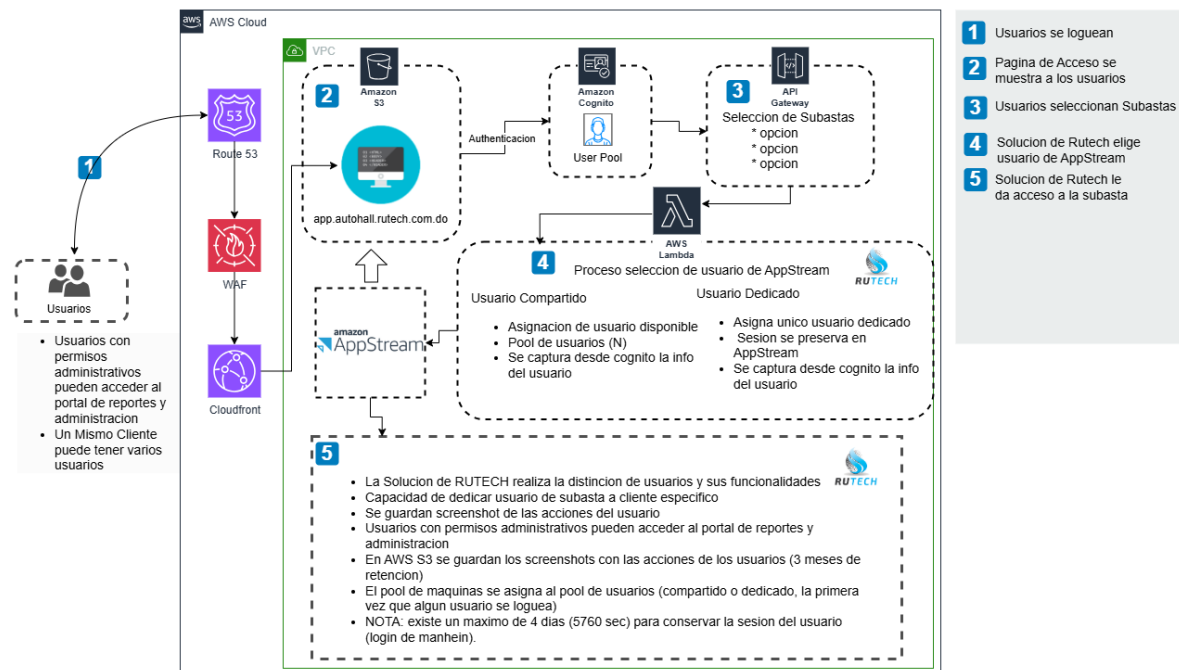 aws AWS Cloud
VPC
Amazon
S3
2
app.autohall.rutech.com.do
Authenticacion
Amazon
Cognito
User Pool
API
Gateway
3
Seleccion de Subastas
* opcion
* opcion
* opcion
53
Route 53
WAF
Cloudfront
1
Usuarios
• Usuarios con
permisos
administrativos
pueden acceder al
portal de reportes y
administracion
• Un Mismo Cliente
puede tener varios
usuarios
AWS
Lambda
4
Proceso seleccion de usuario de AppStream
RUTECH
Usuario Compartido
• Asignacion de usuario disponible
• Pool de usuarios (N)
• Se captura desde cognito la info
del usuario
Usuario Dedicado
• Asigna unico usuario dedicado
• Sesion se preserva en
AppStream
• Se captura desde cognito la info
del usuario
amazon
AppStream
5
RUTECH
• La Solucion de RUTECH realiza la distincion de usuarios y sus funcionalidades
• Capacidad de dedicar usuario de subasta a cliente especifico
• Se guardan screenshot de las acciones del usuario
• Usuarios con permisos administrativos pueden acceder al portal de reportes y
administracion
• En AWS S3 se guardan los screenshots con las acciones de los usuarios (3 meses de
retencion)
• El pool de maquinas se asigna al pool de usuarios (compartido o dedicado, la primera
vez que algun usuario se loguea)
• NOTA: existe un maximo de 4 dias (5760 sec) para conservar la sesion del usuario
(login de manhein).
1 Usuarios se loguean
2 Pagina de Acceso se
muestra a los usuarios
3 Usuarios seleccionan Subastas
4 Solucion de Rutech elige
usuario de AppStream
5 Solucion de Rutech le
da acceso a la subasta